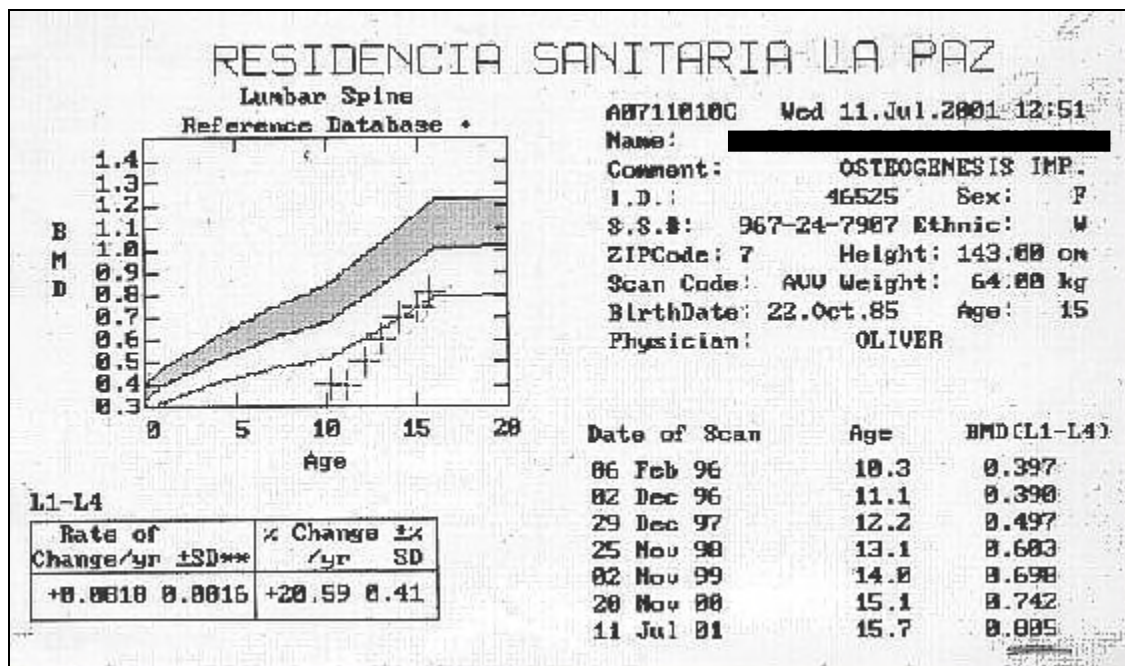 RESIDENCIA SANITARIA LA PAZ
Lumbar Spine
Reference Database *
BMD
1.4
1.3
1.2
1.1
1.0
0.9
0.8
0.7
0.6
0.5
0.4
0.3
0 5 10 15 20
Age
L1-L4
Rate of Change/yr ±SD** % Change /yr ±% SD
+0.0810 0.0016 +20.59 0.41
A0711010C Wed 11.Jul.2001 12:51
Name:
Comment: OSTEOGENESIS IMP.
I.D.: 46525 Sex: F
S.S.#: 967-24-7907 Ethnic: W
ZIPCode: 7 Height: 143.00 cm
Scan Code: AUU Weight: 64.00 kg
BirthDate: 22.Oct.85 Age: 15
Physician: OLIVER
Date of Scan Age BMD(L1-L4)
06 Feb 96 10.3 0.397
02 Dec 96 11.1 0.390
29 Dec 97 12.2 0.497
25 Nov 98 13.1 0.603
02 Nov 99 14.0 0.690
20 Nov 00 15.1 0.742
11 Jul 01 15.7 0.805